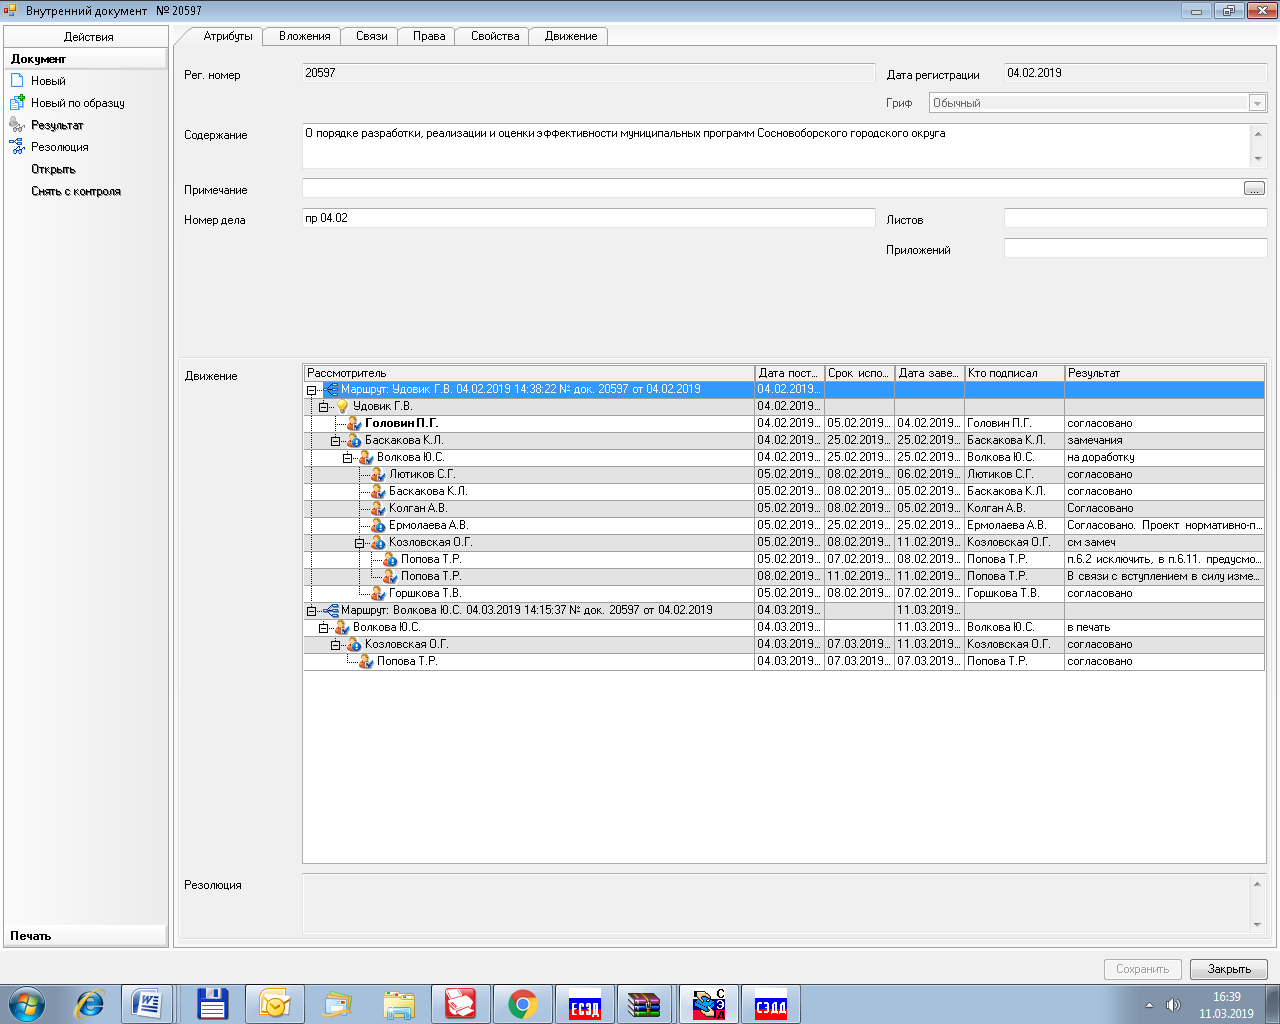 Внутренний документ № 20597
Действия
Документ
Новый
Новый по образцу
Результат
Резолюция
Открыть
Снять с контроля
Печать
Атрибуты Вложения Связи Права Свойства Движение
Рег. номер 20597 Дата регистрации 04.02.2019
Гриф Обычный
Содержание О порядке разработки, реализации и оценки эффективности муниципальных программ Сосновоборского городского округа
Примечание ...
Номер дела пр 04.02 Листов
Приложений
Движение
Рассмотритель Дата пост... Срок испо... Дата заве... Кто подписал Результат
Маршрут: Удовик Г.В. 04.02.2019 14:38:22 № док. 20597 от 04.02.2019 04.02.2019...
Удовик Г.В. 04.02.2019...
Головин П.Г. 04.02.2019... 05.02.2019... 04.02.2019... Головин П.Г. согласовано
Баскакова К.Л. 04.02.2019... 25.02.2019... 25.02.2019... Баскакова К.Л. замечания
Волкова Ю.С. 04.02.2019... 25.02.2019... 25.02.2019... Волкова Ю.С. на доработку
Лютиков С.Г. 05.02.2019... 08.02.2019... 06.02.2019... Лютиков С.Г. согласовано
Баскакова К.Л. 05.02.2019... 08.02.2019... 05.02.2019... Баскакова К.Л. согласовано
Колган А.В. 05.02.2019... 08.02.2019... 05.02.2019... Колган А.В. Согласовано
Ермолаева А.В. 05.02.2019... 25.02.2019... 25.02.2019... Ермолаева А.В. Согласовано. Проект нормативно-п...
Козловская О.Г. 05.02.2019... 08.02.2019... 11.02.2019... Козловская О.Г. см замеч
Попова Т.Р. 05.02.2019... 07.02.2019... 08.02.2019... Попова Т.Р. п.6.2 исключить, в п.6.11. предусмо...
Попова Т.Р. 08.02.2019... 11.02.2019... 11.02.2019... Попова Т.Р. В связи с вступлением в силу изме...
Горшкова Т.В. 05.02.2019... 08.02.2019... 07.02.2019... Горшкова Т.В. согласовано
Маршрут: Волкова Ю.С. 04.03.2019 14:15:37 № док. 20597 от 04.02.2019 04.03.2019... 11.03.2019...
Волкова Ю.С. 04.03.2019... 11.03.2019... Волкова Ю.С. в печать
Козловская О.Г. 04.03.2019... 07.03.2019... 11.03.2019... Козловская О.Г. согласовано
Попова Т.Р. 04.03.2019... 07.03.2019... 07.03.2019... Попова Т.Р. согласовано
Резолюция
Сохранить Закрыть
ЕСЭД СЭД СЭДД
16:39
11.03.2019